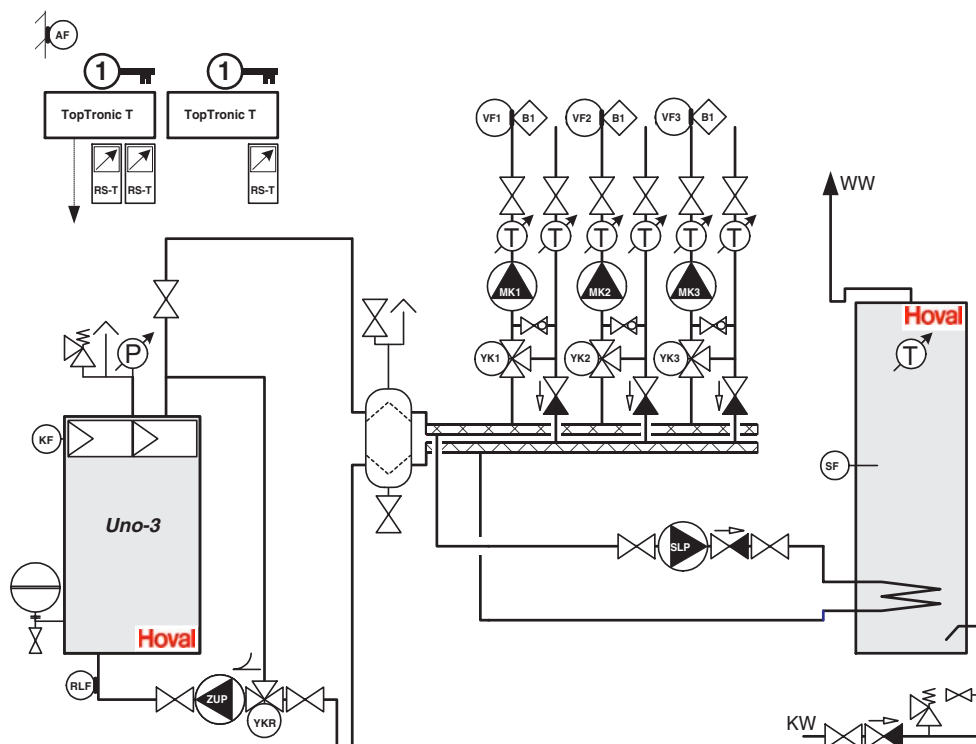 AF
1 1
TopTronic T TopTronic T
RS-T RS-T RS-T
VF1 B1 VF2 B1 VF3 B1
WW
T T T T T T
MK1 MK2 MK3
Hoval
P
YK1 YK2 YK3
T
KF
SF
Uno-3
SLP
Hoval
RLF
ZUP
YKR
KW